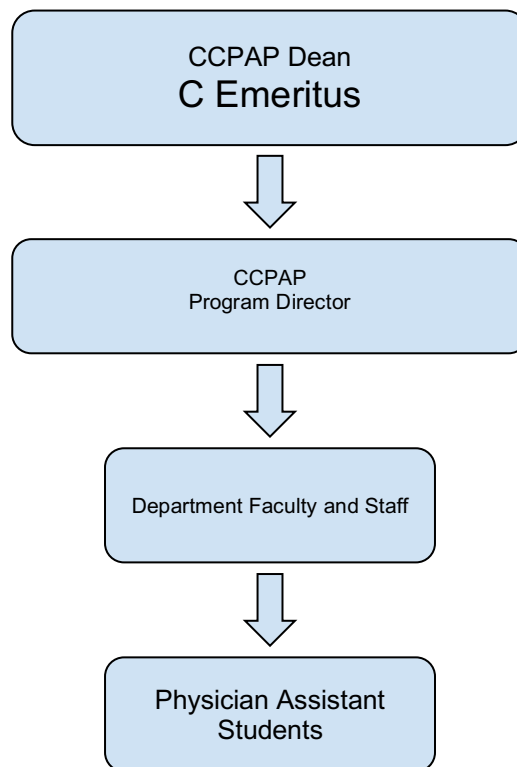 CCPAP Dean
C Emeritus
CCPAP
Program Director
Department Faculty and Staff
Physician Assistant
Students